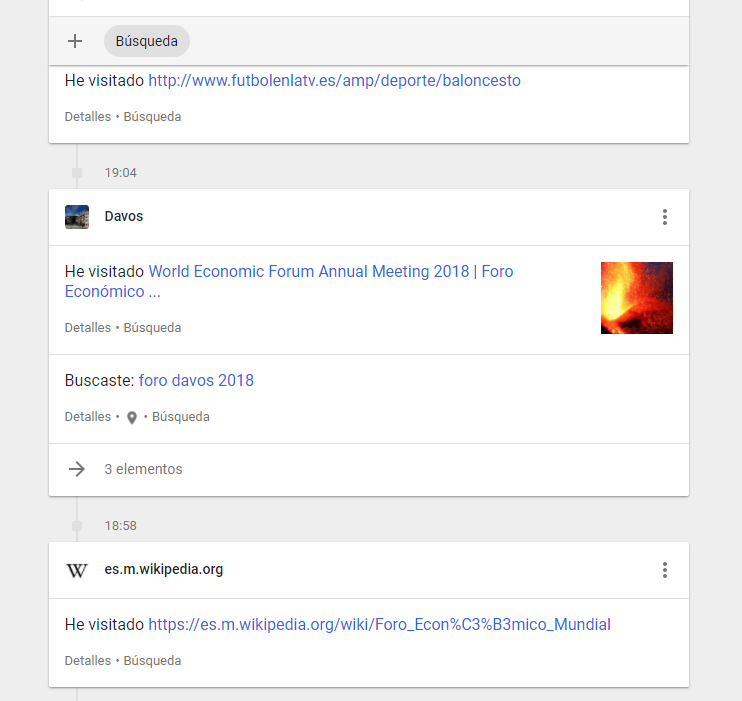 Búsqueda
He visitado http://www.futbolenlatv.es/amp/deporte/baloncesto
Detalles • Búsqueda
19:04
Davos
He visitado World Economic Forum Annual Meeting 2018 | Foro
Económico ...
Detalles • Búsqueda
Buscaste: foro davos 2018
Detalles • • Búsqueda
3 elementos
18:58
W es.m.wikipedia.org
He visitado https://es.m.wikipedia.org/wiki/Foro_Econ%C3%B3mico_Mundial
Detalles • Búsqueda